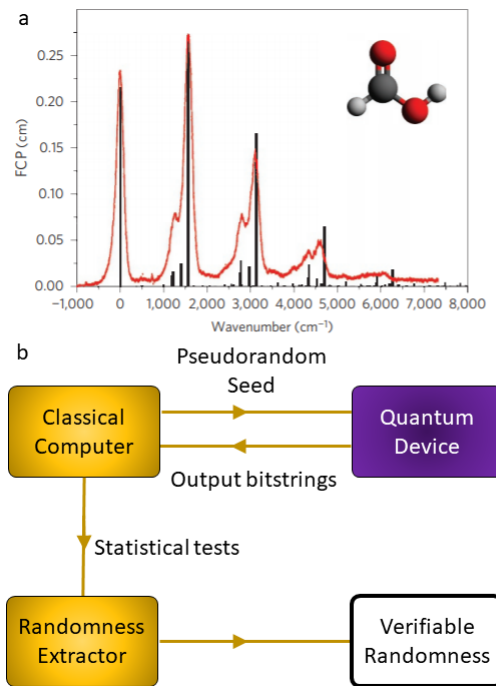 a
0.25
0.20
0.15
0.10
0.05
0.00
FCP (cm)
−1,000 0 1,000 2,000 3,000 4,000 5,000 6,000 7,000 8,000
Wavenumber (cm⁻¹)
b
Pseudorandom
Seed
Classical
Computer
Quantum
Device
Output bitstrings
Statistical tests
Randomness
Extractor
Verifiable
Randomness